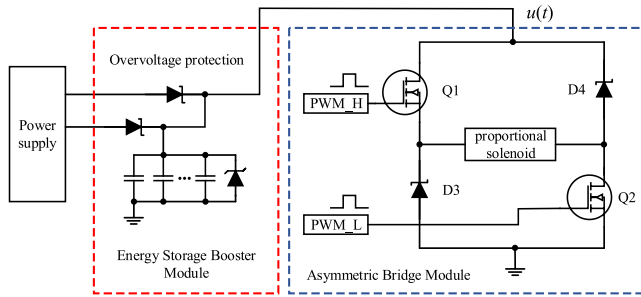 u(t)
Overvoltage protection
Power
supply
PWM_H
Q1
D4
proportional
solenoid
D3
Q2
PWM_L
Energy Storage Booster
Module
Asymmetric Bridge Module